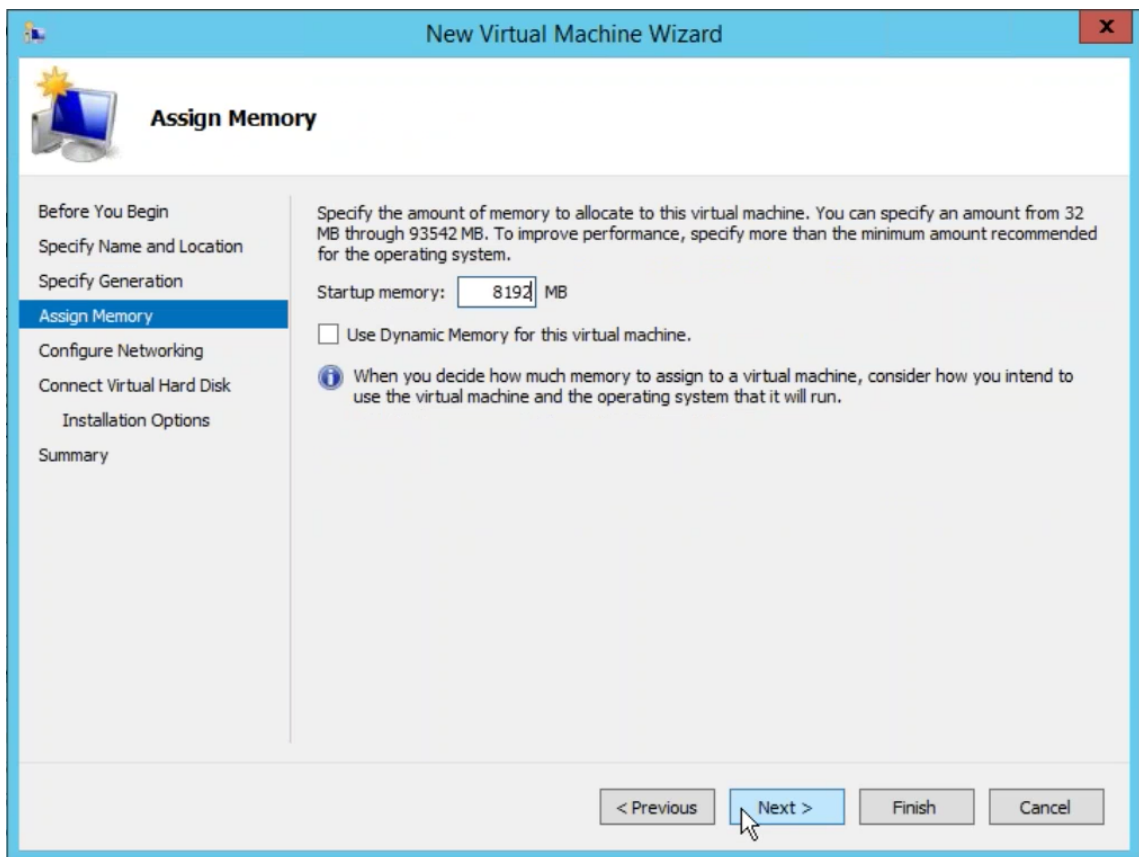 New Virtual Machine Wizard
x
Assign Memory
Before You Begin
Specify Name and Location
Specify Generation
Assign Memory
Configure Networking
Connect Virtual Hard Disk
Installation Options
Summary
Specify the amount of memory to allocate to this virtual machine. You can specify an amount from 32
MB through 93542 MB. To improve performance, specify more than the minimum amount recommended
for the operating system.
Startup memory: 8192 MB
Use Dynamic Memory for this virtual machine.
When you decide how much memory to assign to a virtual machine, consider how you intend to
use the virtual machine and the operating system that it will run.
< Previous Next > Finish Cancel